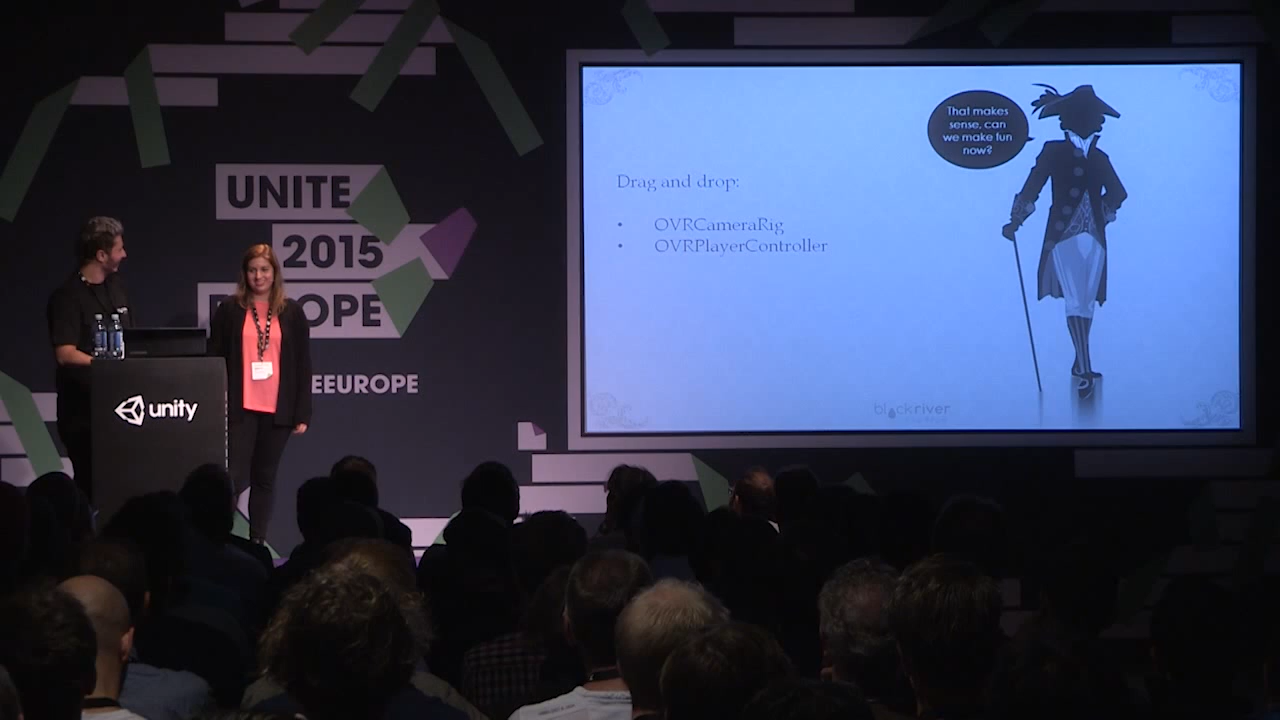 UNITE
2015
OPE
EEUROPE
unity
That makes
sense, can
we make fun
now?
Drag and drop:
• OVRCameraRig
• OVRPlayerController
blackriver